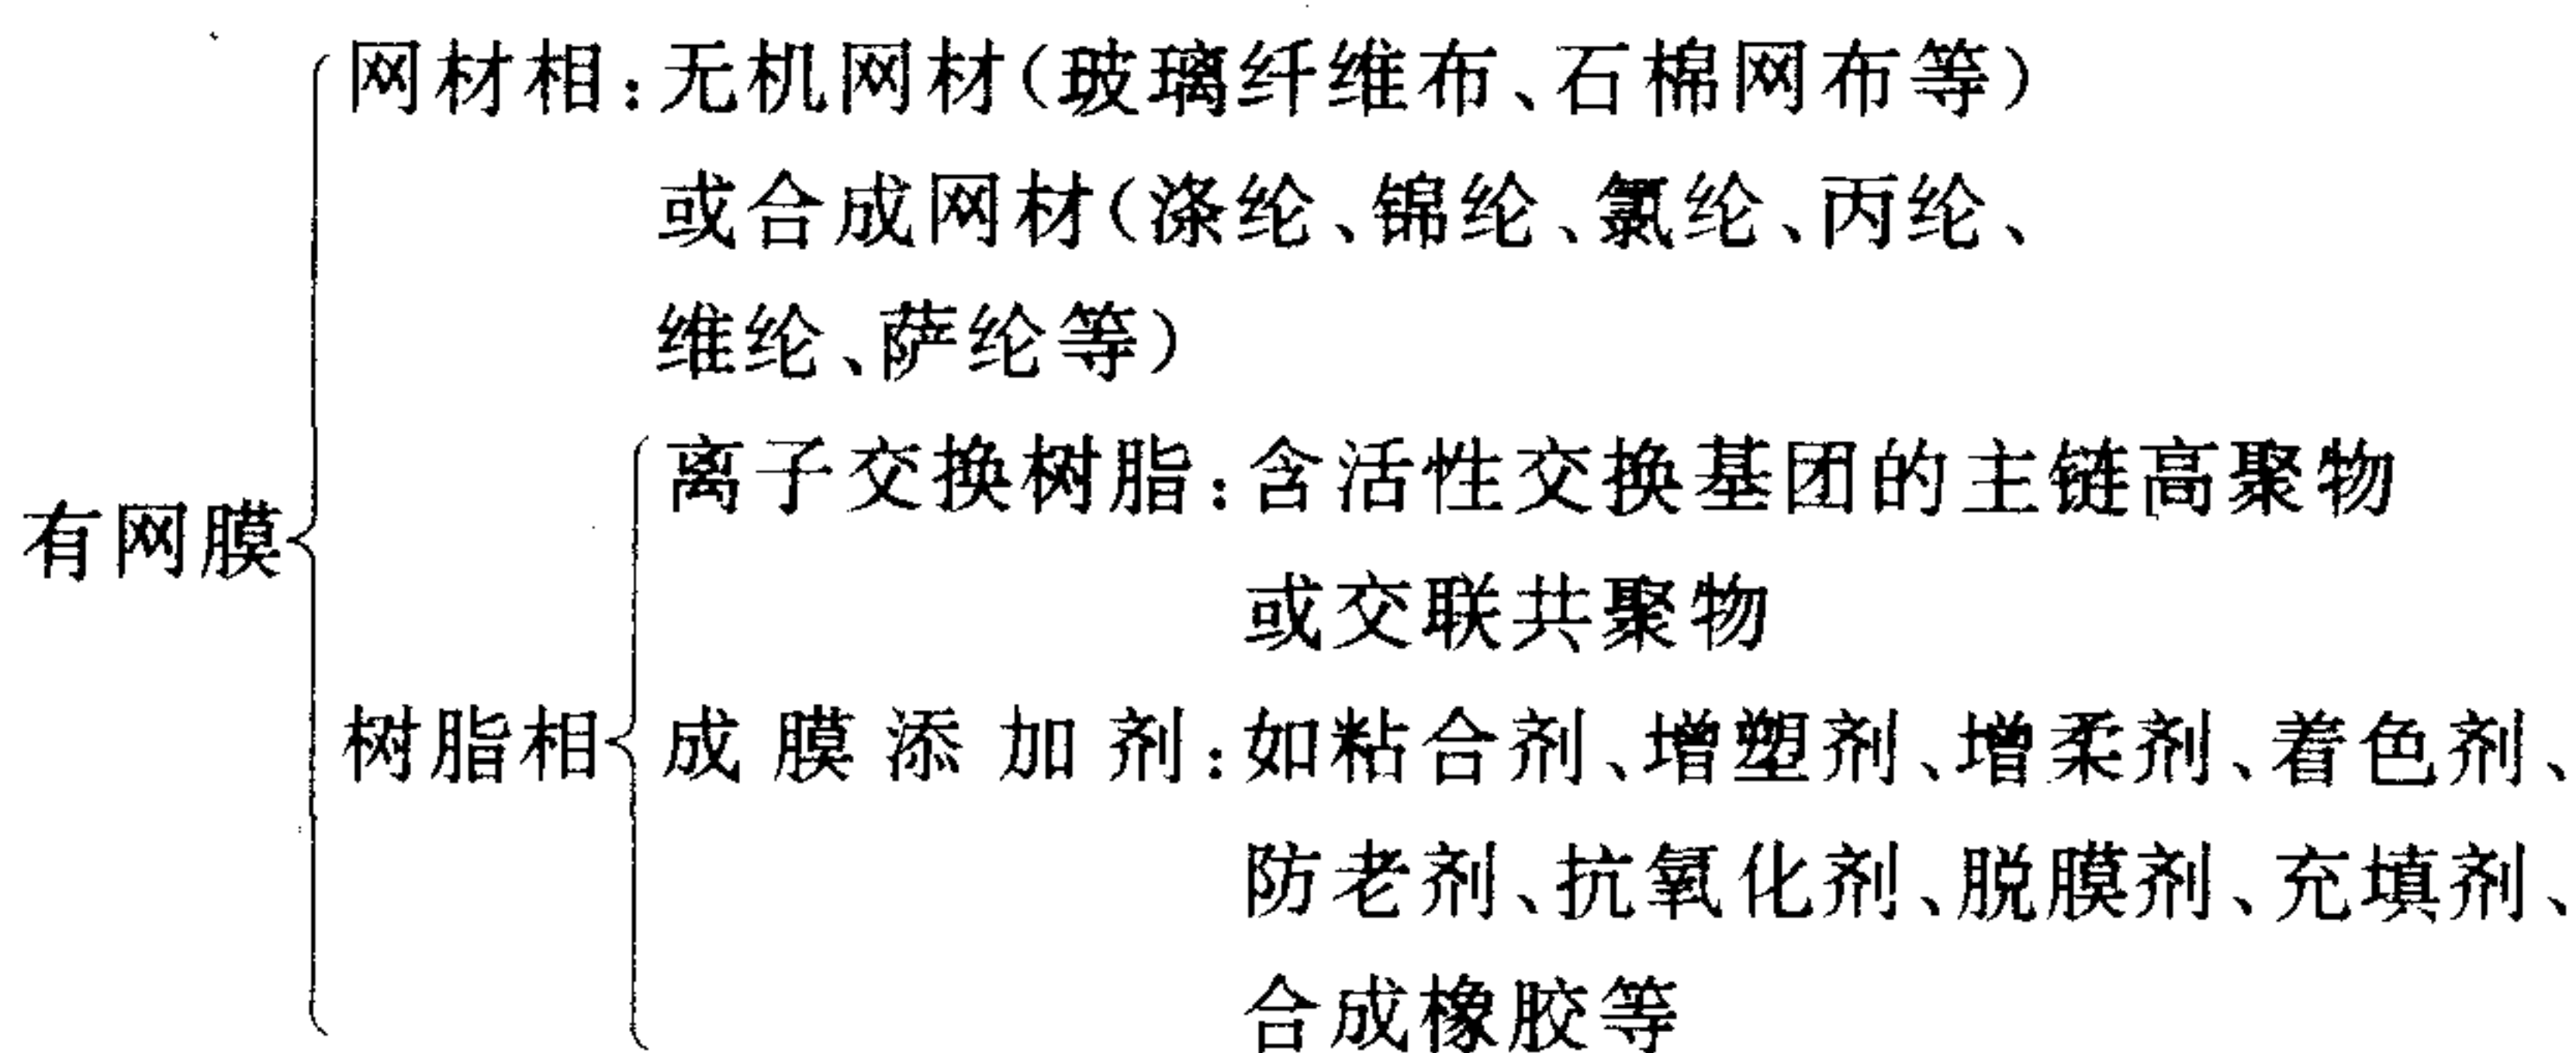 网材相:无机网材(玻璃纤维布、石棉网布等)
或合成网材(涤纶、锦纶、氯纶、丙纶、
维纶、萨纶等)
有网膜
离子交换树脂:含活性交换基团的主链高聚物
或交联共聚物
树脂相
成膜添加剂:如粘合剂、增塑剂、增柔剂、着色剂、
防老剂、抗氧化剂、脱膜剂、充填剂、
合成橡胶等